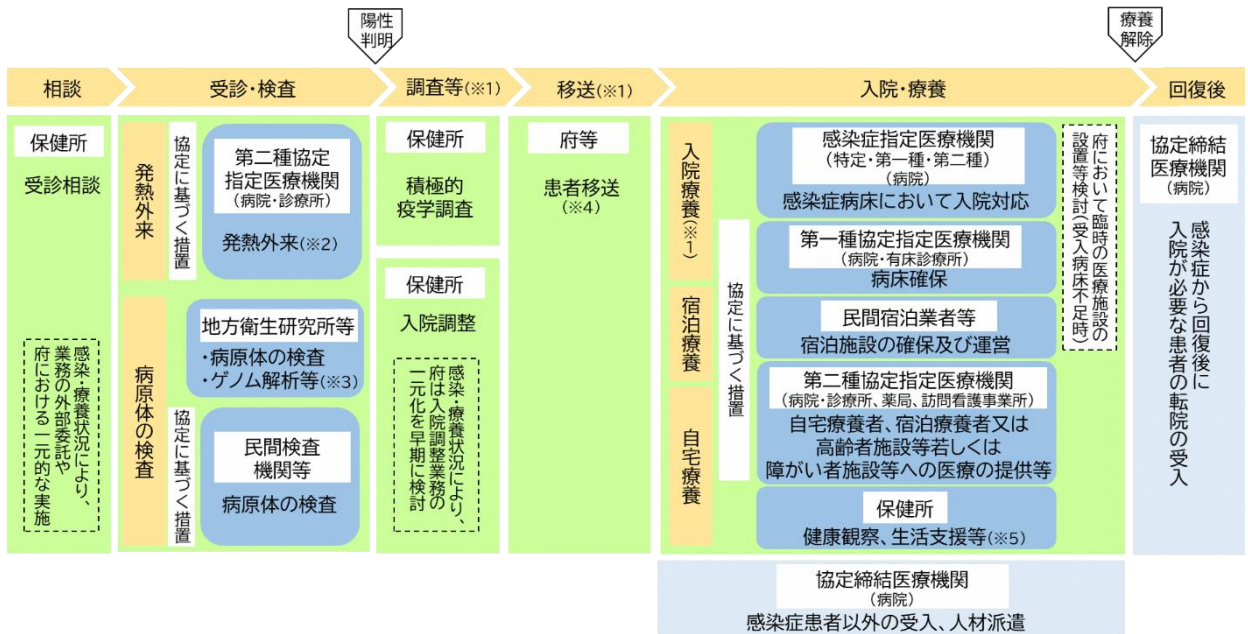 陽性
判明
療養
解除
相談
受診・検査
調査等(※1)
移送(※1)
入院・療養
回復後
保健所
受診相談
感染・療養状況により、
業務の外部委託や
府における一元的な実施
発熱外来
協定に基づく措置
第二種協定
指定医療機関
(病院・診療所)
発熱外来(※2)
病原体の検査
地方衛生研究所等
・病原体の検査
・ゲノム解析等(※3)
協定に基づく措置
民間検査
機関等
病原体の検査
保健所
積極的
疫学調査
保健所
入院調整
感染・療養状況により、
府は入院調整業務の
一元化を早期に検討
府等
患者移送
(※4)
入院療養(※1)
宿泊療養
自宅療養
協定に基づく措置
感染症指定医療機関
(特定・第一種・第二種)
(病院)
感染症病床において入院対応
第一種協定指定医療機関
(病院・有床診療所)
病床確保
民間宿泊業者等
宿泊施設の確保及び運営
第二種協定指定医療機関
(病院・診療所、薬局、訪問看護事業所)
自宅療養者、宿泊療養者又は
高齢者施設等若しくは
障がい者施設等への医療の提供等
保健所
健康観察、生活支援等(※5)
府において臨時の医療施設の
設置等検討(受入病床不足時)
協定締結医療機関
(病院)
感染症患者以外の受入、人材派遣
協定締結
医療機関
(病院)
感染症から回復後に
入院が必要な患者の転院の受入